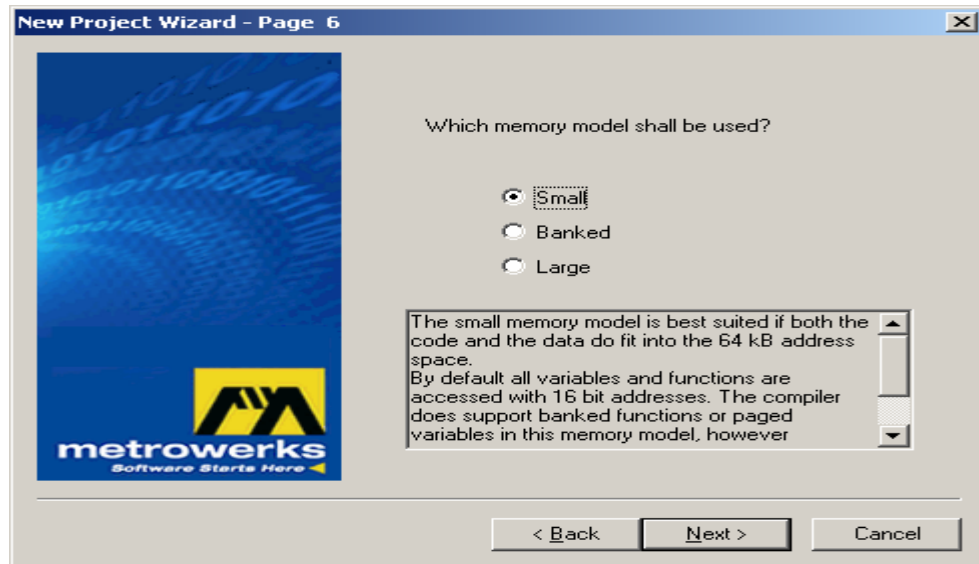 New Project Wizard - Page 6
Which memory model shall be used?
Small
Banked
Large
The small memory model is best suited if both the
code and the data do fit into the 64 kB address
space.
By default all variables and functions are
accessed with 16 bit addresses. The compiler
does support banked functions or paged
variables in this memory model, however
metrowerks
Software Starts Here
< Back
Next >
Cancel